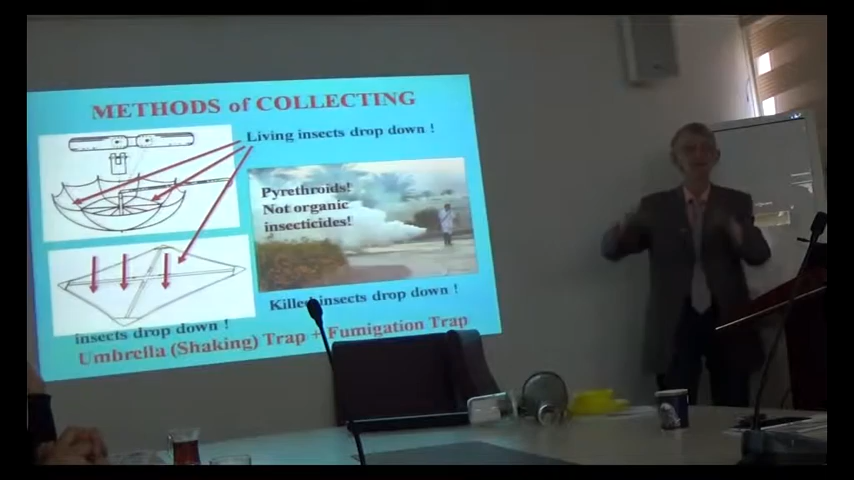 METHODS of COLLECTING
Living insects drop down !
Pyrethroids!
Not organic
insecticides!
Killed insects drop down !
insects drop down !
Umbrella (Shaking) Trap + Fumigation Trap